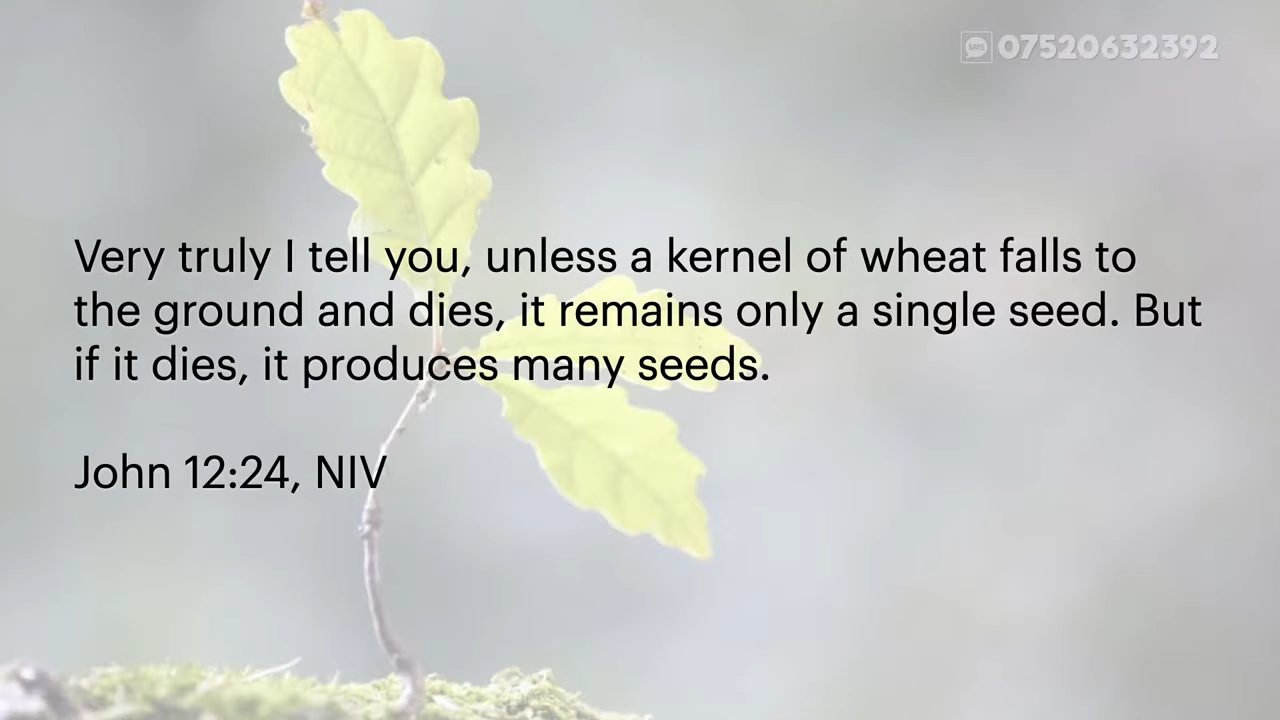 SMS 07520632392
Very truly I tell you, unless a kernel of wheat falls to
the ground and dies, it remains only a single seed. But
if it dies, it produces many seeds.
John 12:24, NIV